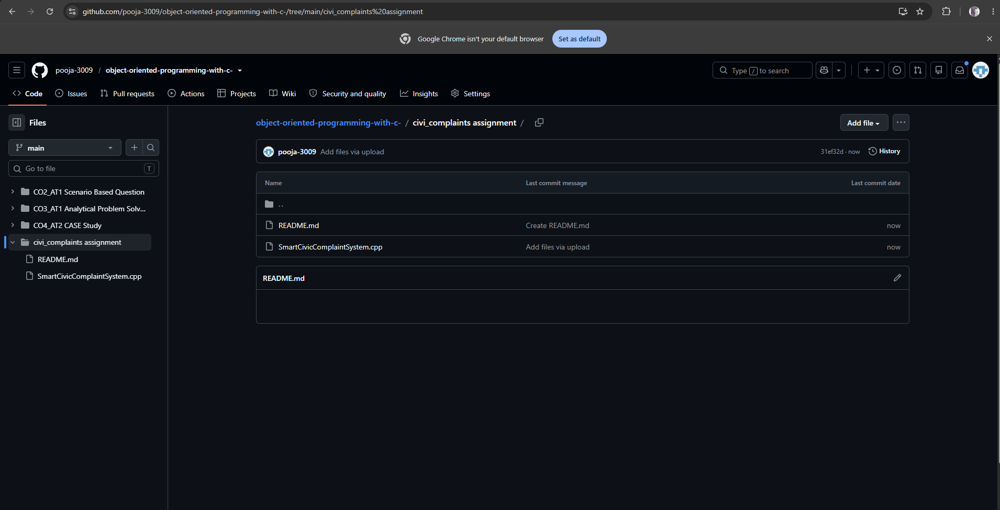 github.com/pooja-3009/object-oriented-programming-with-c-/tree/main/civi_complaints%20assignment
Google Chrome isn't your default browser Set as default
pooja-3009 / object-oriented-programming-with-c-
Type / to search
Code Issues Pull requests Actions Projects Wiki Security and quality Insights Settings
Files
main
Go to file T
CO2_AT1 Scenario Based Question
CO3_AT1 Analytical Problem Solv...
CO4_AT2 CASE Study
civi_complaints assignment
README.md
SmartCivicComplaintSystem.cpp
object-oriented-programming-with-c- / civi_complaints assignment /
Add file
pooja-3009 Add files via upload 31ef32d · now History
Name Last commit message Last commit date
..
README.md Create README.md now
SmartCivicComplaintSystem.cpp Add files via upload now
README.md